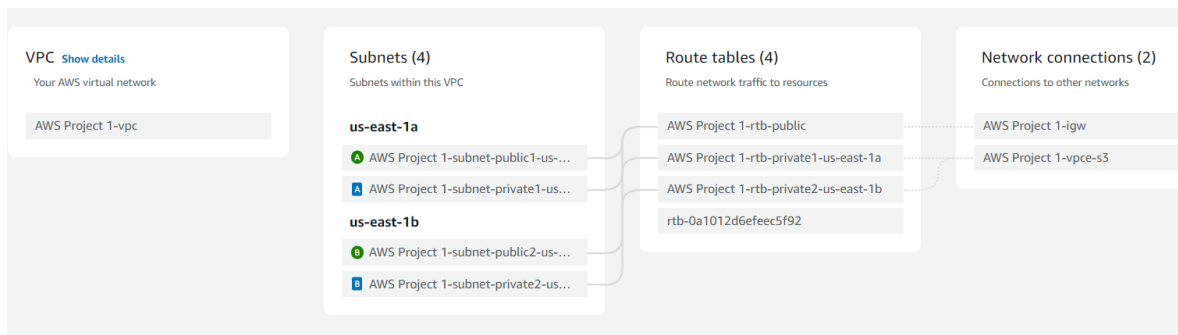 VPC Show details
Your AWS virtual network
AWS Project 1-vpc
Subnets (4)
Subnets within this VPC
us-east-1a
A AWS Project 1-subnet-public1-us-...
A AWS Project 1-subnet-private1-us...
us-east-1b
B AWS Project 1-subnet-public2-us-...
B AWS Project 1-subnet-private2-us...
Route tables (4)
Route network traffic to resources
AWS Project 1-rtb-public
AWS Project 1-rtb-private1-us-east-1a
AWS Project 1-rtb-private2-us-east-1b
rtb-0a1012d6efeec5f92
Network connections (2)
Connections to other networks
AWS Project 1-igw
AWS Project 1-vpce-s3